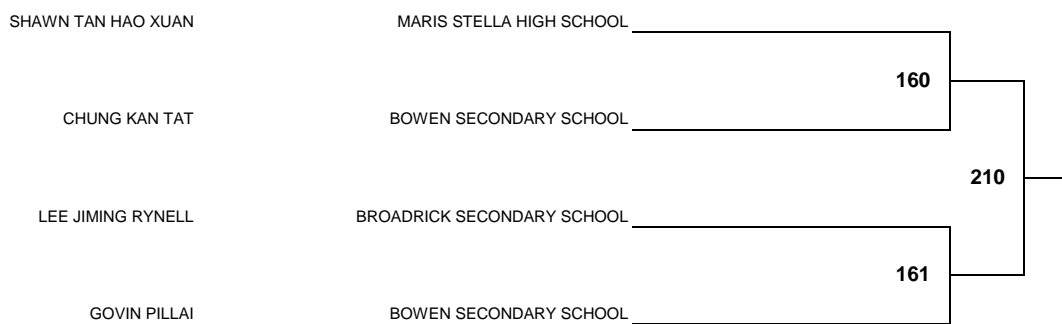 SHAWN TAN HAO XUAN MARIS STELLA HIGH SCHOOL
160
CHUNG KAN TAT BOWEN SECONDARY SCHOOL
210
LEE JIMING RYNELL BROADRICK SECONDARY SCHOOL
161
GOVIN PILLAI BOWEN SECONDARY SCHOOL